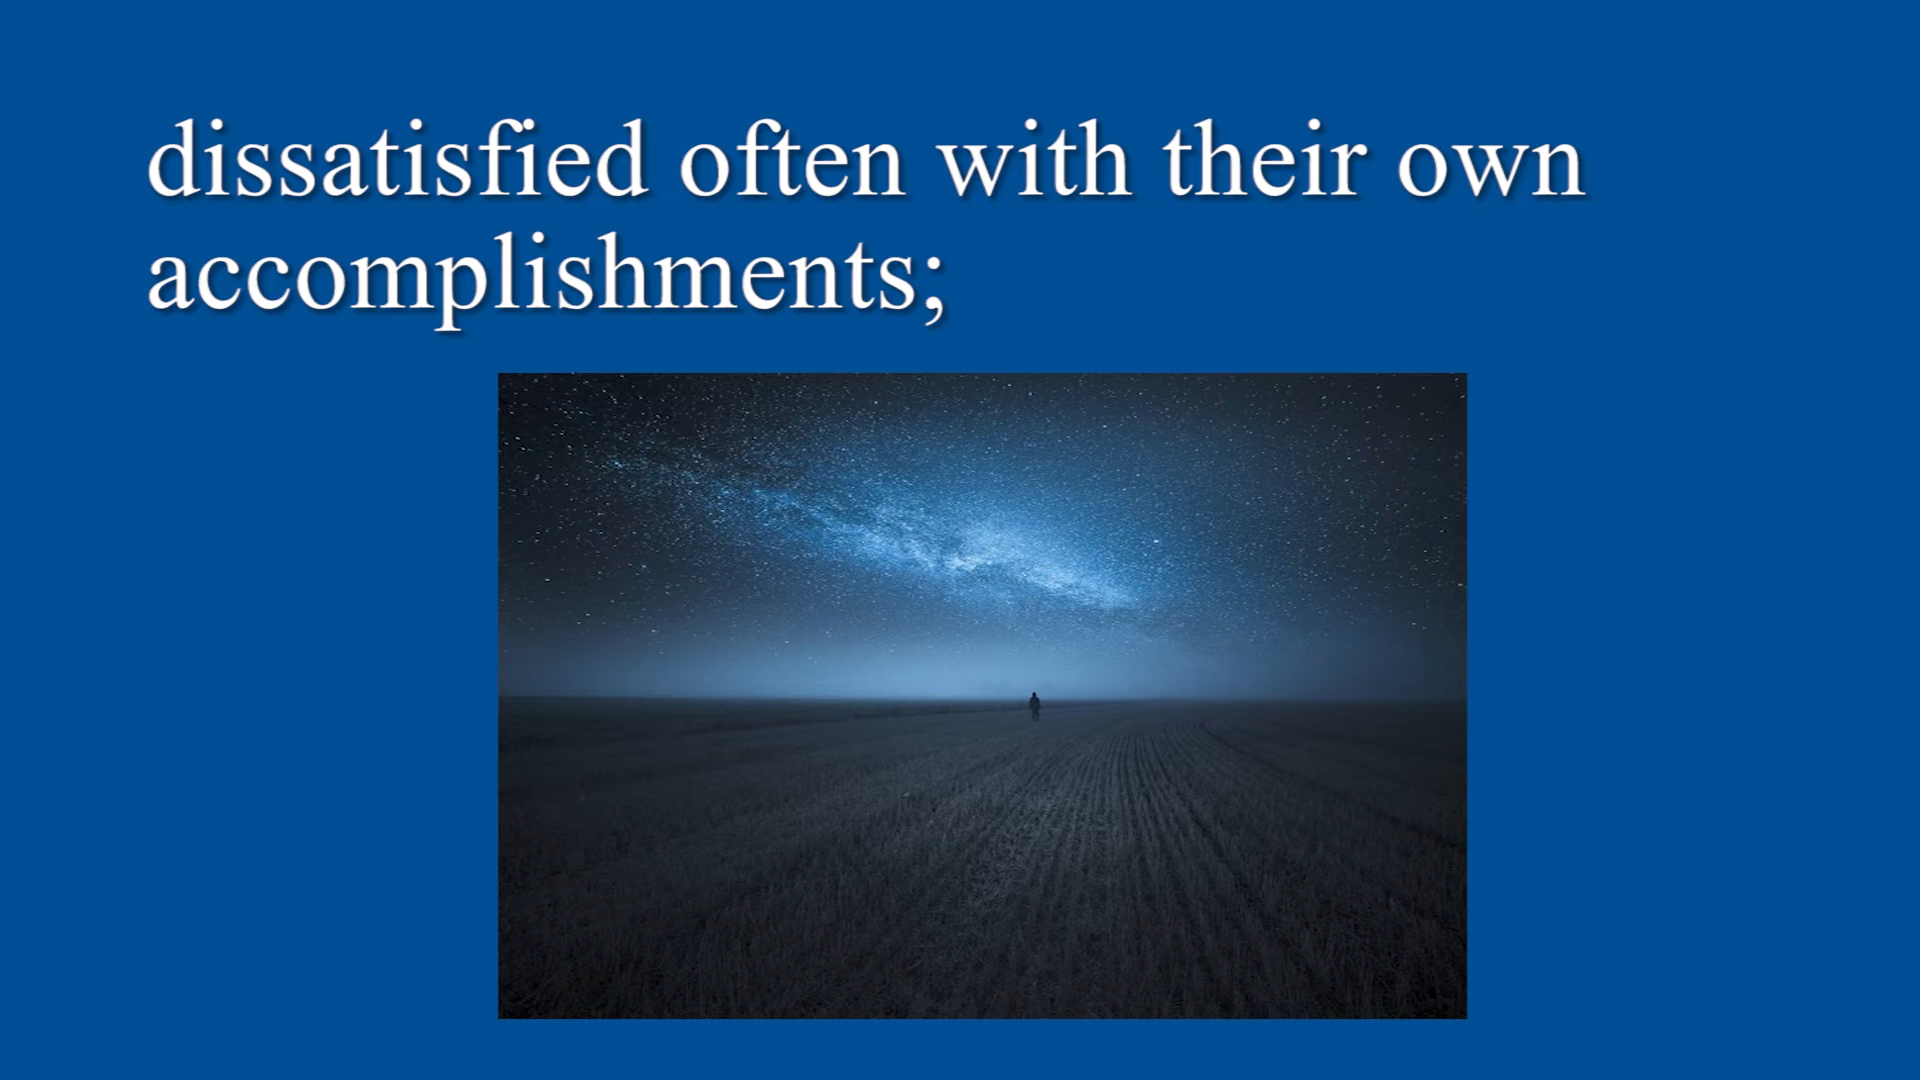 dissatisfied often with their own
accomplishments;